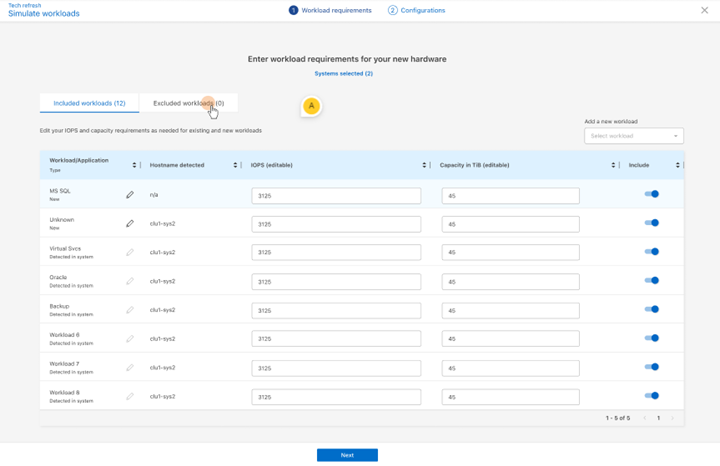 Tech refresh
Simulate workloads
1 Workload requirements
2 Configurations
Enter workload requirements for your new hardware
Systems selected (2)
Included workloads (12)
Excluded workloads (0)
A
Add a new workload
Edit your IOPS and capacity requirements as needed for existing and new workloads
Select workload
Workload/Application
Type
Hostname detected
IOPS (editable)
Capacity in TiB (editable)
Include
MS SQL
New
n/a
3125
45
Unknown
New
clu1-sys2
3125
45
Virtual Svcs
Detected in system
clu1-sys2
3125
45
Oracle
Detected in system
clu1-sys2
3125
45
Backup
Detected in system
clu1-sys2
3125
45
Workload 6
Detected in system
clu1-sys2
3125
45
Workload 7
Detected in system
clu1-sys2
3125
45
Workload 8
Detected in system
clu1-sys2
3125
45
1 - 5 of 5
1
Next